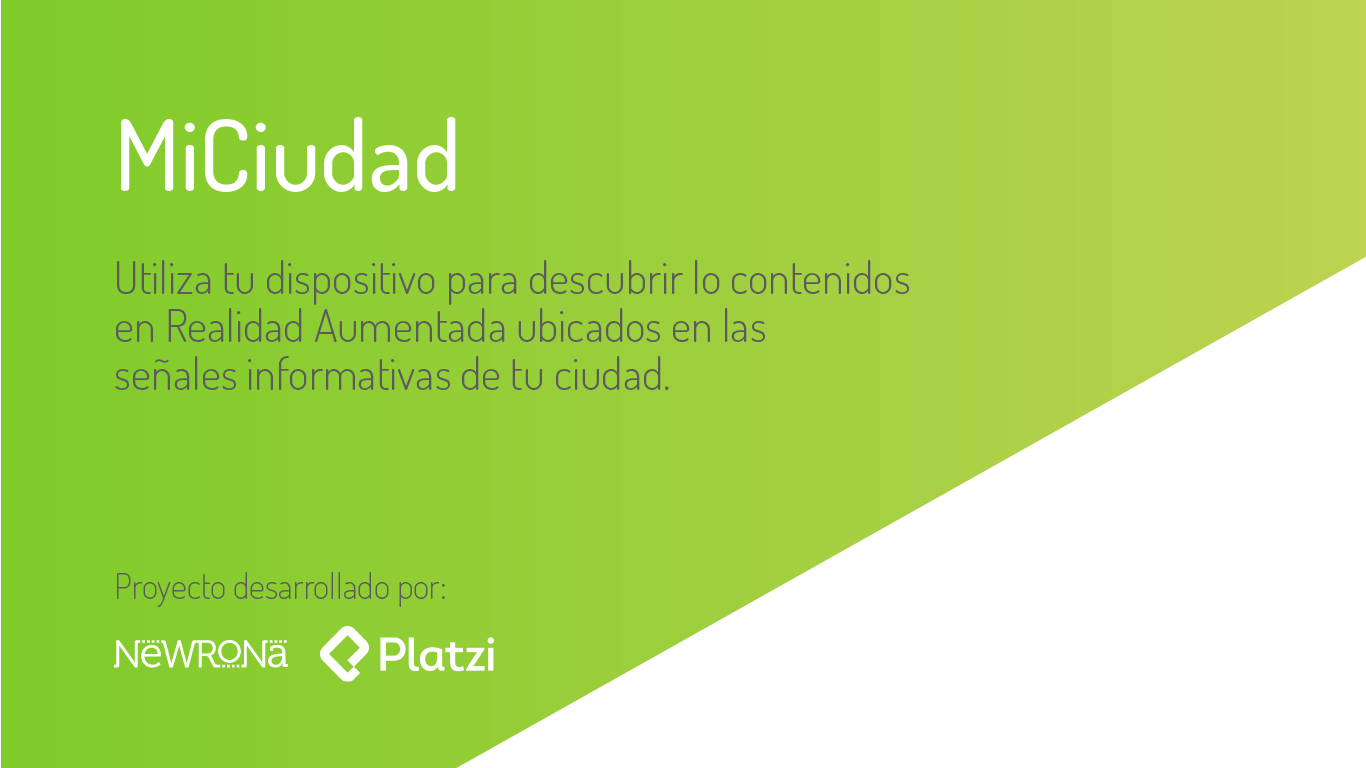 MiCiudad
Utiliza tu dispositivo para descubrir lo contenidos
en Realidad Aumentada ubicados en las
señales informativas de tu ciudad.
Proyecto desarrollado por:
NëWRONä Platzi